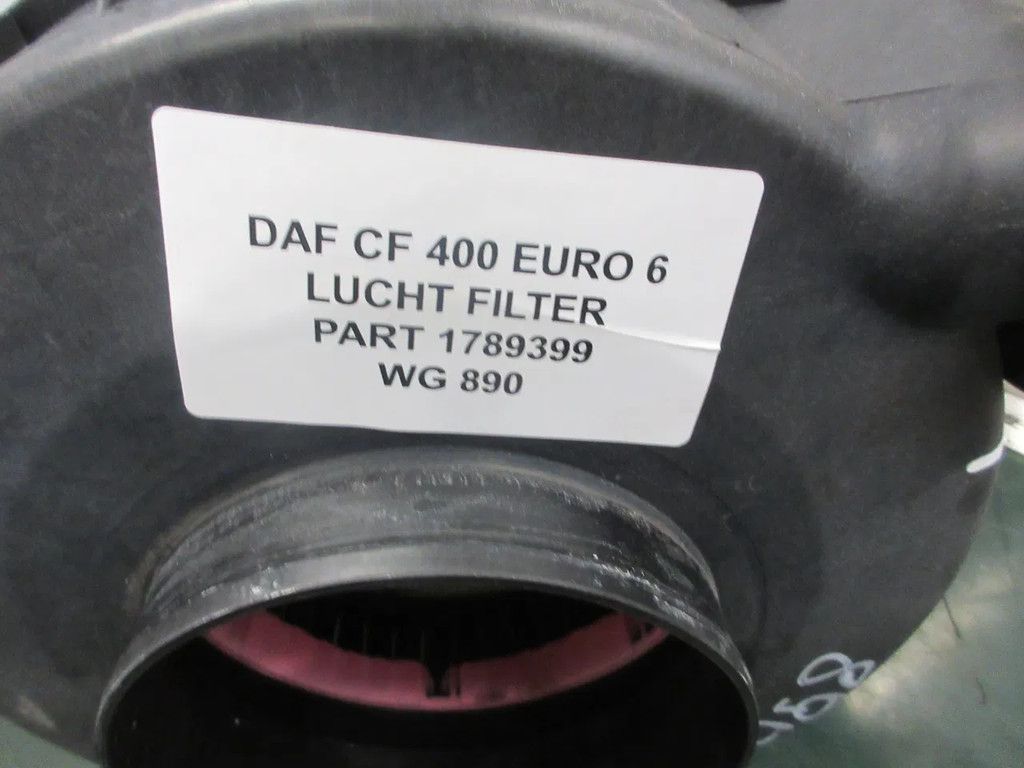 DAF CF 400 EURO 6
LUCHT FILTER
PART 1789399
WG 890